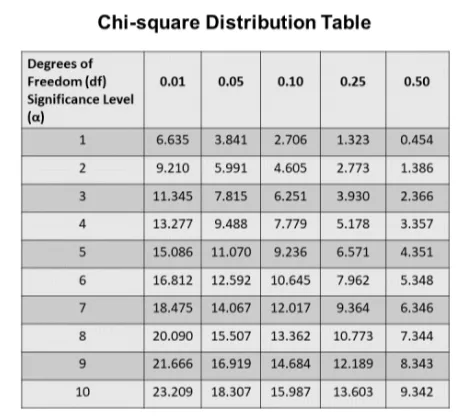 Chi-square Distribution Table
Degrees of
Freedom (df)
Significance Level
(α)
0.01 0.05 0.10 0.25 0.50
1 6.635 3.841 2.706 1.323 0.454
2 9.210 5.991 4.605 2.773 1.386
3 11.345 7.815 6.251 3.930 2.366
4 13.277 9.488 7.779 5.178 3.357
5 15.086 11.070 9.236 6.571 4.351
6 16.812 12.592 10.645 7.962 5.348
7 18.475 14.067 12.017 9.364 6.346
8 20.090 15.507 13.362 10.773 7.344
9 21.666 16.919 14.684 12.189 8.343
10 23.209 18.307 15.987 13.603 9.342